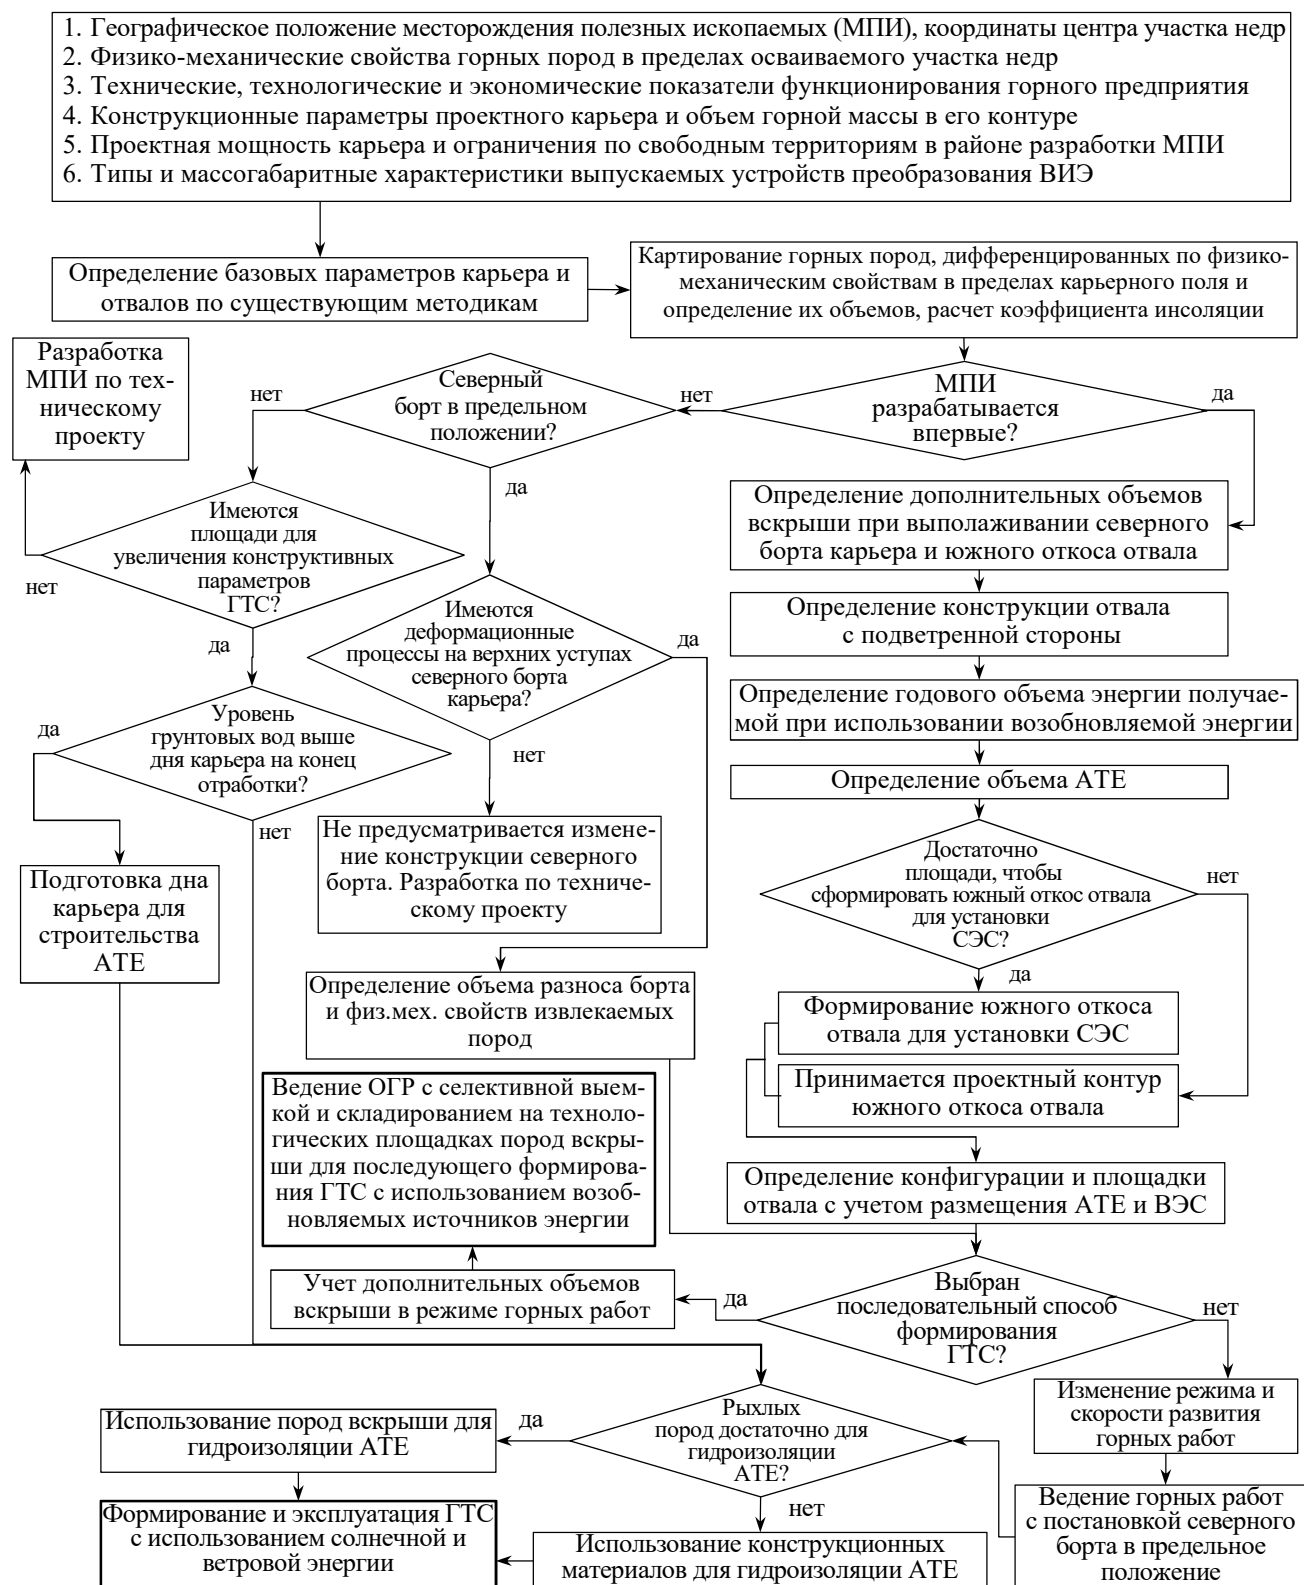 1. Географическое положение месторождения полезных ископаемых (МПИ), координаты центра участка недр
2. Физико-механические свойства горных пород в пределах осваиваемого участка недр
3. Технические, технологические и экономические показатели функционирования горного предприятия
4. Конструкционные параметры проектного карьера и объем горной массы в его контуре
5. Проектная мощность карьера и ограничения по свободным территориям в районе разработки МПИ
6. Типы и массогабаритные характеристики выпускаемых устройств преобразования ВИЭ
Определение базовых параметров карьера и
отвалов по существующим методикам
Картирование горных пород, дифференцированных по физико-
механическим свойствам в пределах карьерного поля и
определение их объемов, расчет коэффициента инсоляции
Разработка
МПИ по тех-
ническому
проекту
нет
Северный
борт в предельном
положении?
нет
МПИ
разрабатывается
впервые?
да
да
Имеются
площади для
увеличения конструктивных
параметров
ГТС?
нет
да
Определение дополнительных объемов
вскрыши при выполаживании северного
борта карьера и южного откоса отвала
Имеются
деформационные
процессы на верхних уступах
северного борта
карьера?
да
нет
Определение конструкции отвала
с подветренной стороны
Определение годового объема энергии получае-
мой при использовании возобновляемой энергии
Уровень
грунтовых вод выше
дня карьера на конец
отработки?
да
нет
Определение объема АТЕ
Не предусматривается измене-
ние конструкции северного
борта. Разработка по техниче-
скому проекту
Достаточно
площади, чтобы
сформировать южный откос отвала
для установки
СЭС?
нет
да
Подготовка дна
карьера для
строительства
АТЕ
Определение объема разноса борта
и физ.мех. свойств извлекаемых
пород
Формирование южного откоса
отвала для установки СЭС
Принимается проектный контур
южного откоса отвала
Ведение ОГР с селективной выем-
кой и складированием на техноло-
гических площадках пород вскры-
ши для последующего формирова-
ния ГТС с использованием возоб-
новляемых источников энергии
Определение конфигурации и площадки
отвала с учетом размещения АТЕ и ВЭС
Учет дополнительных объемов
вскрыши в режиме горных работ
да
Выбран
последовательный способ
формирования
ГТС?
нет
Изменение режима и
скорости развития
горных работ
Использование пород вскрыши для
гидроизоляции АТЕ
да
Рыхлых
пород достаточно для
гидроизоляции
АТЕ?
нет
Формирование и эксплуатация ГТС
с использованием солнечной и
ветровой энергии
Использование конструкционных
материалов для гидроизоляции АТЕ
Ведение горных работ
с постановкой северного
борта в предельное
положение